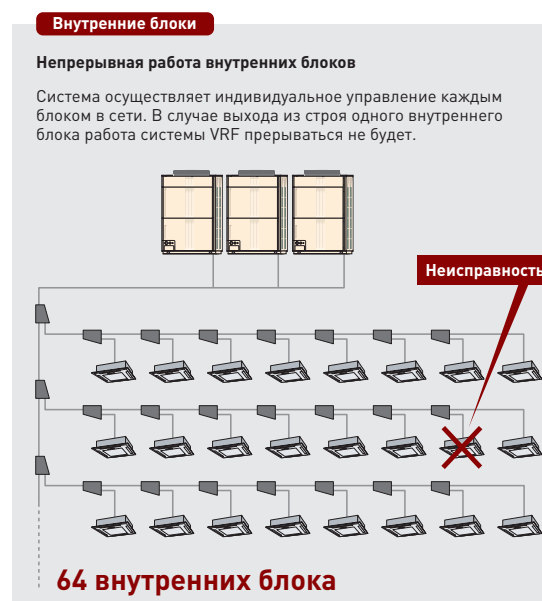 Внутренние блоки
Непрерывная работа внутренних блоков
Система осуществляет индивидуальное управление каждым
блоком в сети. В случае выхода из строя одного внутреннего
блока работа системы VRF прерываться не будет.
Неисправность
64 внутренних блока